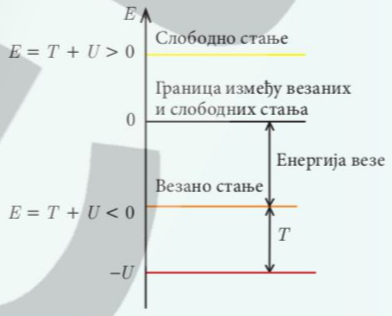 E
Слободно стање
E = T + U > 0
Граница између везаних
и слободних стања
0
Енергија везе
Везано стање
E = T + U < 0
T
−U